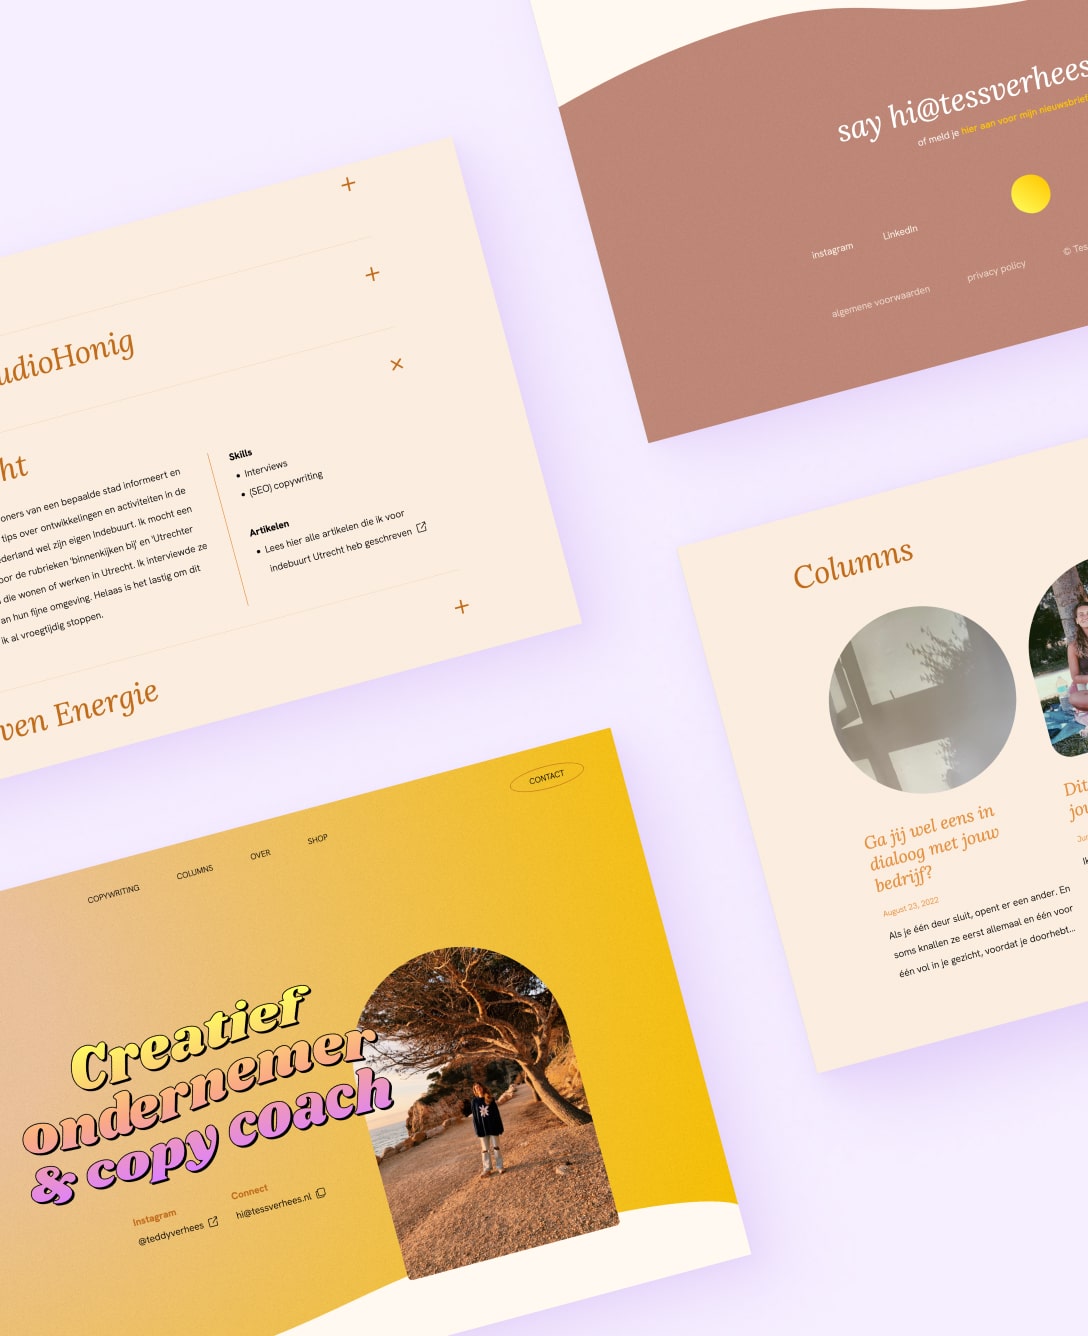 say hi@tessverhees
of meld je hier aan voor mijn nieuwsbrief
Instagram
LinkedIn
algemene voorwaarden
privacy policy
© Tes
udioHonig
ht
oners van een bepaalde stad informeert en
tips over ontwikkelingen en activiteiten in de
ederland wel zijn eigen Indebuurt. Ik mocht een
oor de rubrieken 'binnenkijken bij' en 'Utrechter
die wonen of werken in Utrecht. Ik interviewde ze
an hun fijne omgeving. Helaas is het lastig om dit
ik al vroegtijdig stoppen.
Skills
• Interviews
• (SEO) copywriting
Artikelen
• Lees hier alle artikelen die ik voor
indebuurt Utrecht heb geschreven
ven Energie
Columns
Ga jij wel eens in
dialoog met jouw
bedrijf?
August 23, 2022
Als je één deur sluit, opent er een ander. En
soms knallen ze eerst allemaal en één voor
één vol in je gezicht, voordat je doorhebt...
Dit
jou
Ju
Ik
COPYWRITING
COLUMNS
OVER
SHOP
CONTACT
Creatief
ondernemer
& copy coach
Instagram
@teddyverhees
Connect
hi@tessverhees.nl